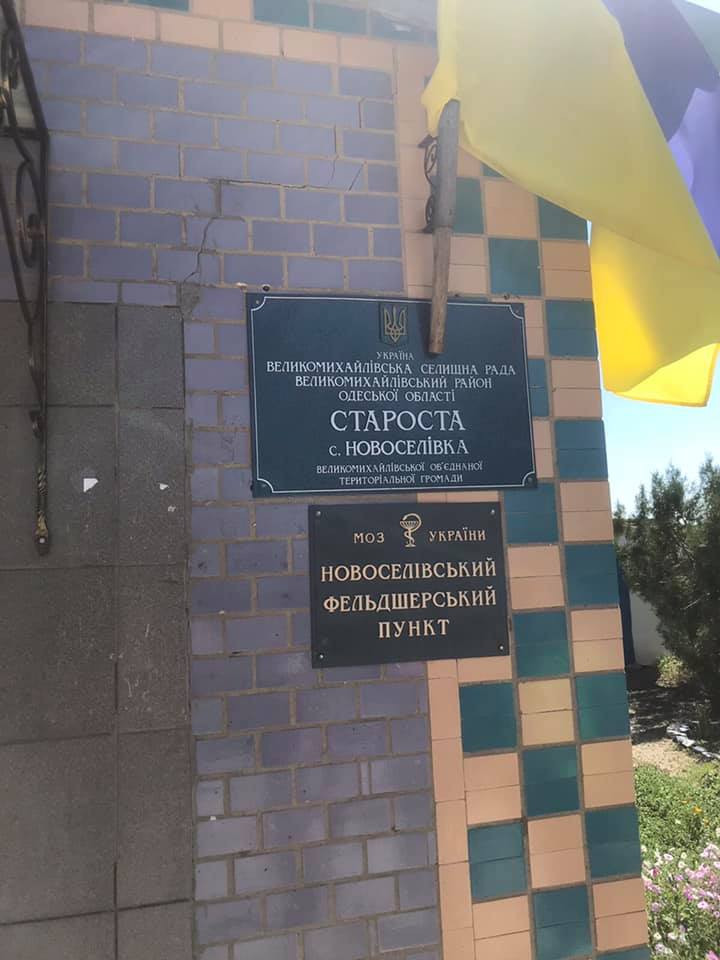 УКРАЇНА
ВЕЛИКОМИХАЙЛІВСЬКА СЕЛИЩНА РАДА
ВЕЛИКОМИХАЙЛІВСЬКИЙ РАЙОН
ОДЕСЬКОЇ ОБЛАСТІ
СТАРОСТА
с. НОВОСЕЛІВКА
ВЕЛИКОМИХАЙЛІВСЬКОЇ ОБ'ЄДНАНОЇ
ТЕРИТОРІАЛЬНОЇ ГРОМАДИ
МОЗ УКРАЇНИ
НОВОСЕЛІВСЬКИЙ
ФЕЛЬДШЕРСЬКИЙ
ПУНКТ